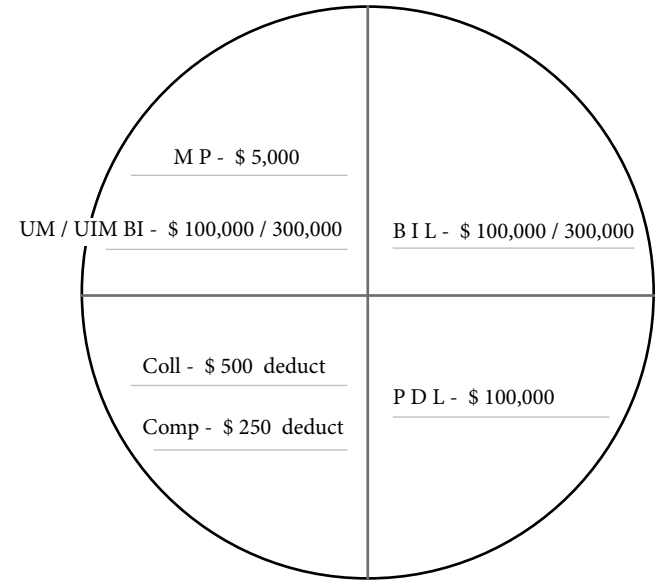 M P - $ 5,000
UM / UIM BI - $ 100,000 / 300,000
B I L - $ 100,000 / 300,000
Coll - $ 500 deduct
P D L - $ 100,000
Comp - $ 250 deduct